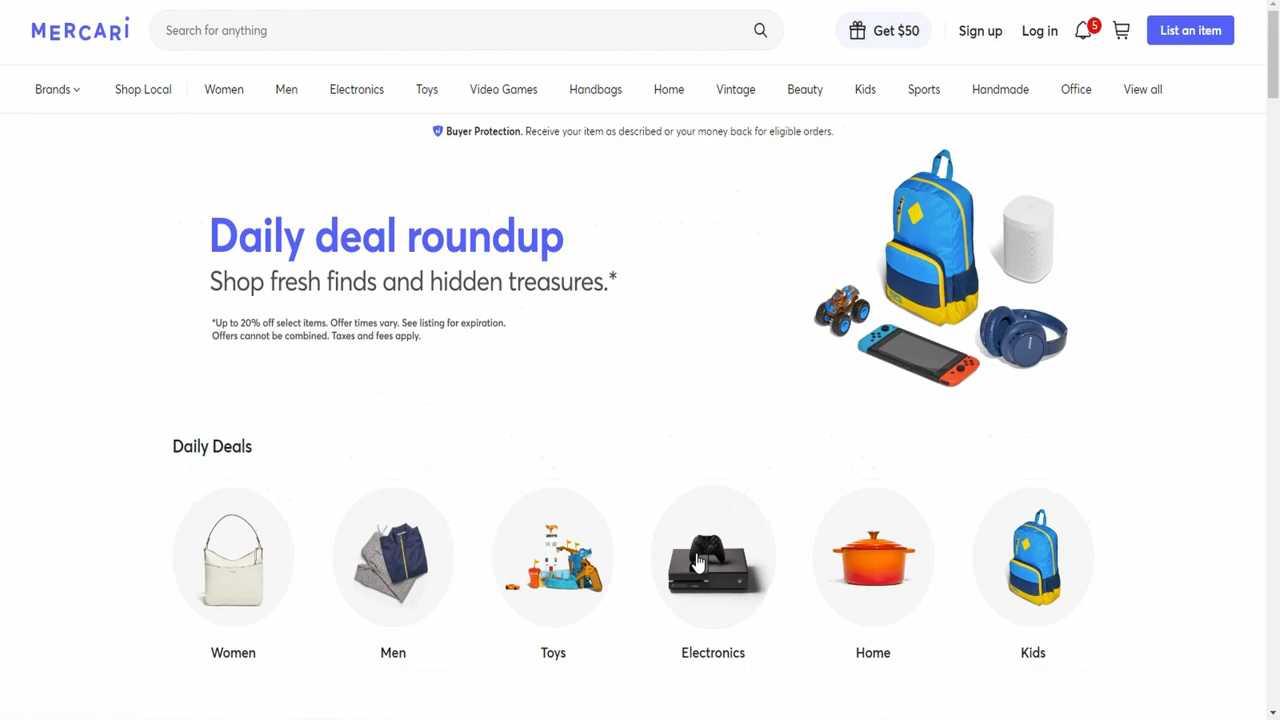 MERCARI
Search for anything
Get $50
Sign up
Log in
5
List an item
Brands
Shop Local
Women
Men
Electronics
Toys
Video Games
Handbags
Home
Vintage
Beauty
Kids
Sports
Handmade
Office
View all
Buyer Protection. Receive your item as described or your money back for eligible orders.
Daily deal roundup
Shop fresh finds and hidden treasures.*
*Up to 20% off select items. Offer times vary. See listing for expiration.
Offers cannot be combined. Taxes and fees apply.
Daily Deals
Women
Men
Toys
Electronics
Home
Kids